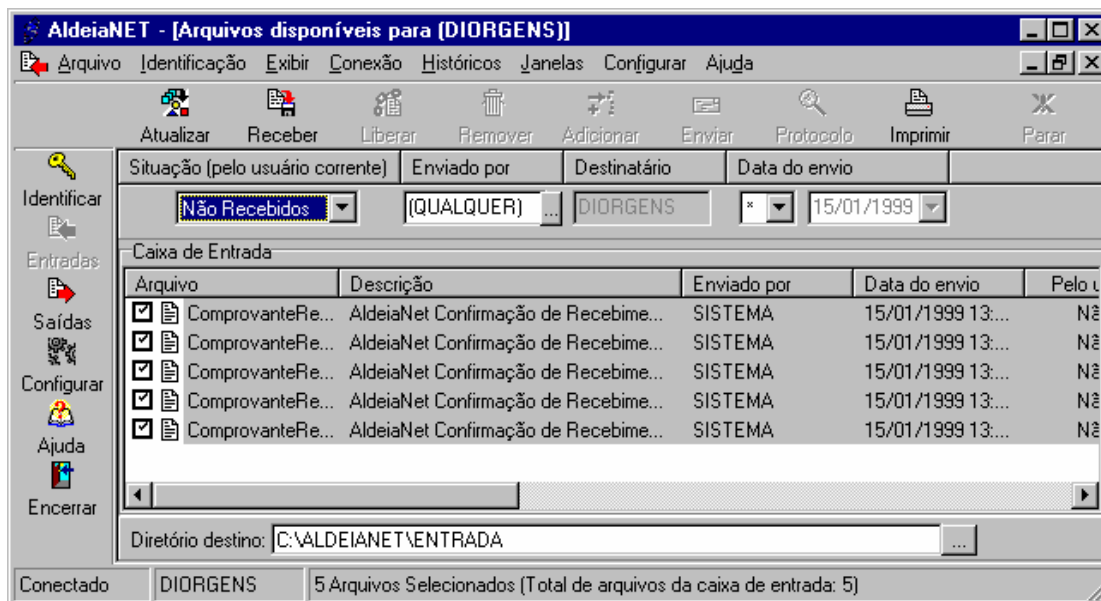 AldeiaNET - [Arquivos disponíveis para (DIORGENS)]
Arquivo Identificação Exibir Conexão Históricos Janelas Configurar Ajuda
Atualizar Receber Liberar Remover Adicionar Enviar Protocolo Imprimir Parar
Identificar
Entradas
Saídas
Configurar
Ajuda
Encerrar
Situação (pelo usuário corrente) Enviado por Destinatário Data do envio
Não Recebidos (QUALQUER) ... DIORGENS * 15/01/1999
Caixa de Entrada
Arquivo Descrição Enviado por Data do envio Pelo u
ComprovanteRe... AldeiaNet Confirmação de Recebime... SISTEMA 15/01/1999 13:... Nã
ComprovanteRe... AldeiaNet Confirmação de Recebime... SISTEMA 15/01/1999 13:... Nã
ComprovanteRe... AldeiaNet Confirmação de Recebime... SISTEMA 15/01/1999 13:... Nã
ComprovanteRe... AldeiaNet Confirmação de Recebime... SISTEMA 15/01/1999 13:... Nã
ComprovanteRe... AldeiaNet Confirmação de Recebime... SISTEMA 15/01/1999 13:... Nã
Diretório destino: C:\ALDEIANET\ENTRADA ...
Conectado DIORGENS 5 Arquivos Selecionados (Total de arquivos da caixa de entrada: 5)